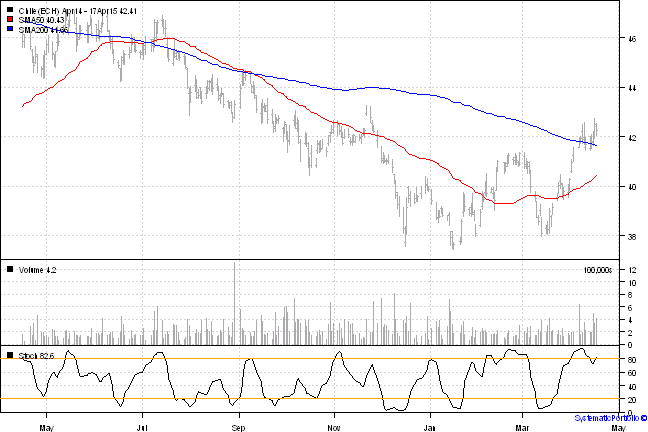 Chile (ECH) Apr14 - 17Apr15 42.41
SMA50 40.43
SMA200 41.66
46
44
42
40
38
Volume 4.2
100,000s
12
10
8
6
4
2
0
Stoch 82.6
80
60
40
20
0
May Jul Sep Nov Jan Mar May
SystematicPortfolio ©